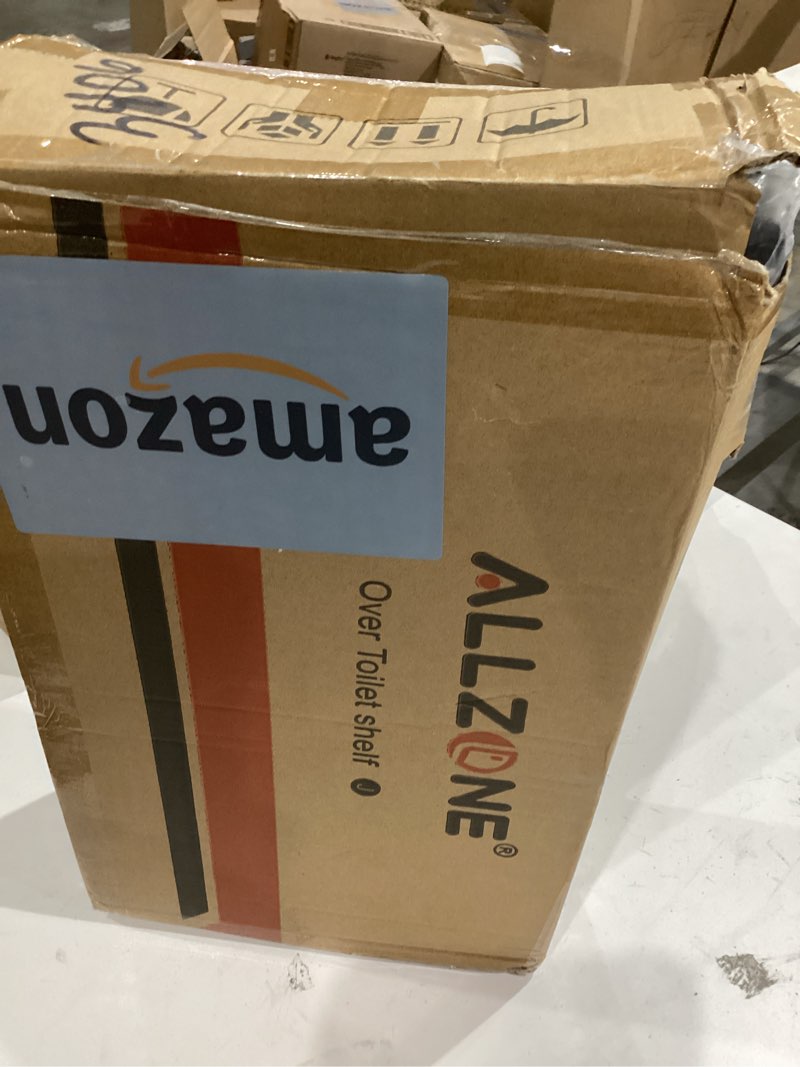 amazon
ALLZONE®
Over Toilet shelf J